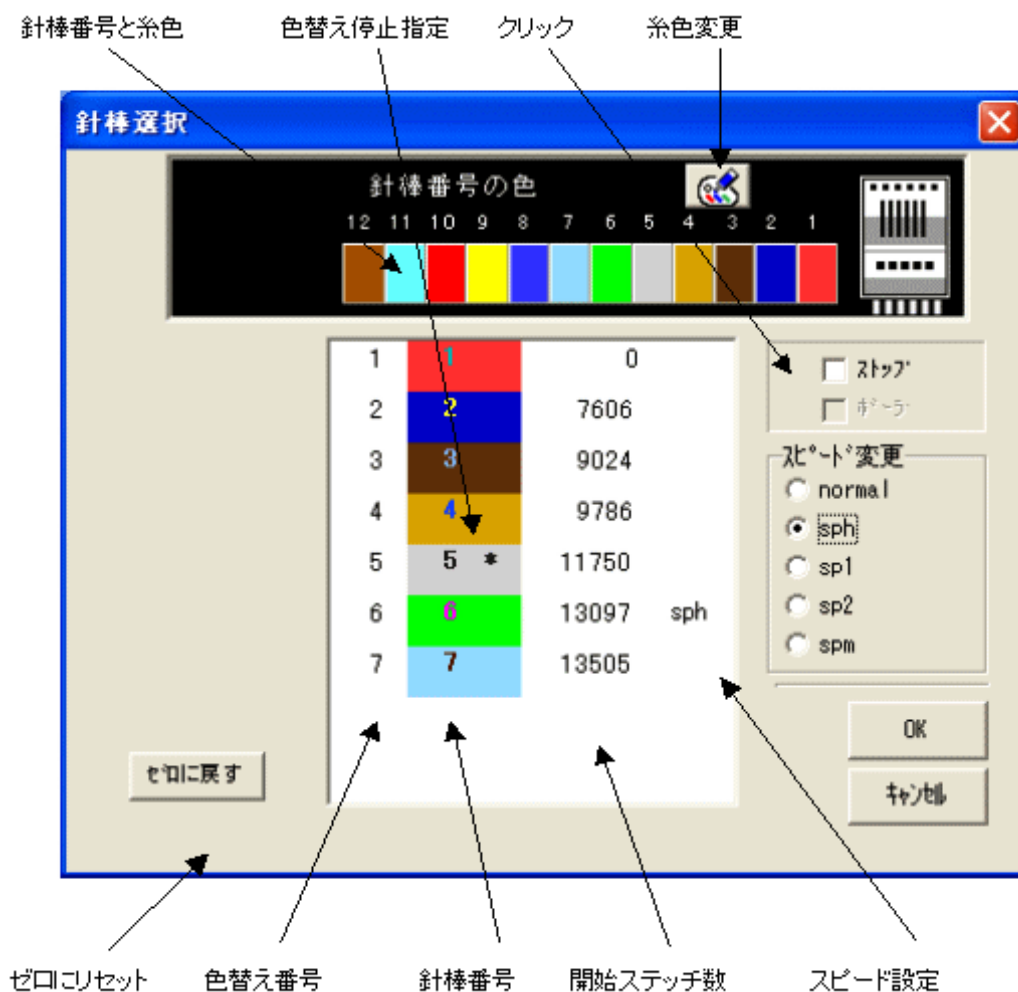 針棒番号と糸色 色替え停止指定 クリック 糸色変更
針棒選択
針棒番号の色
12 11 10 9 8 7 6 5 4 3 2 1
1 1 0
2 2 7606
3 3 9024
4 4 9786
5 5 * 11750
6 6 13097 sph
7 7 13505
ｽﾄｯﾌﾟ
ﾎﾞｰﾗ
ｽﾋﾟｰﾄﾞ変更
normal
sph
sp1
sp2
spm
OK
ｷｬﾝｾﾙ
ｾﾞﾛに戻す
ゼロにリセット 色替え番号 針棒番号 開始ステッチ数 スピード設定